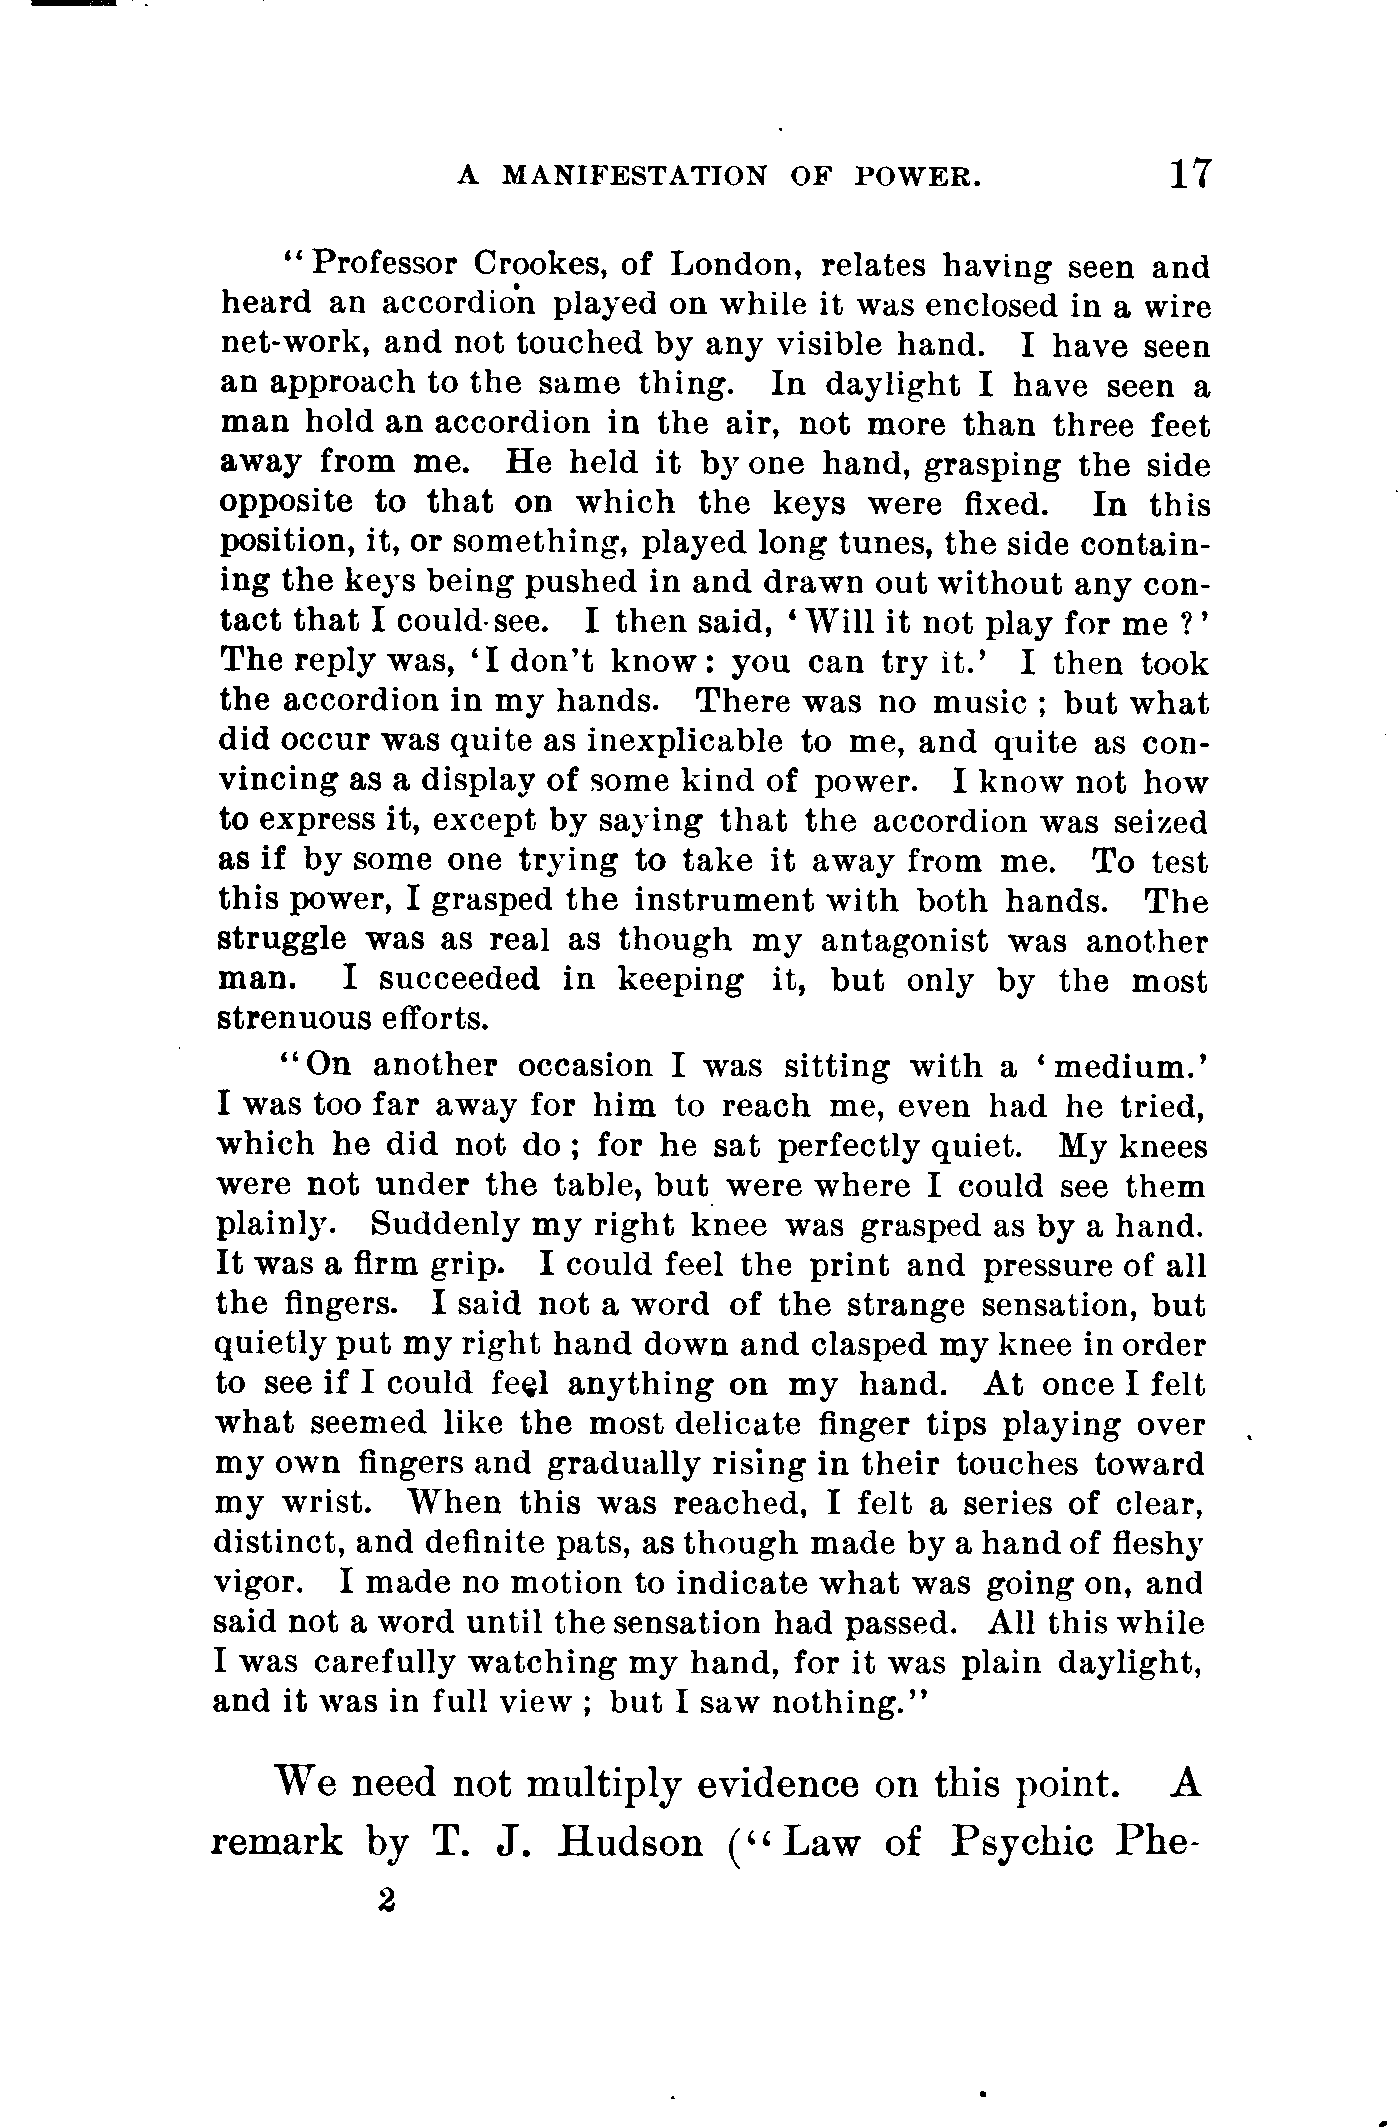 A MANIFESTATION OF POWER. 17
“Professor Crookes, of London, relates having seen and
heard an accordion played on while it was enclosed in a wire
net-work, and not touched by any visible hand. I have seen
an approach to the same thing. In daylight I have seen a
man hold an accordion in the air, not more than three feet
away from me. He held it by one hand, grasping the side
opposite to that on which the keys were fixed. In this
position, it, or something, played long tunes, the side contain-
ing the keys being pushed in and drawn out without any con-
tact that I could see. I then said, ‘Will it not play for me ?’
The reply was, ‘I don’t know: you can try it.’ I then took
the accordion in my hands. There was no music ; but what
did occur was quite as inexplicable to me, and quite as con-
vincing as a display of some kind of power. I know not how
to express it, except by saying that the accordion was seized
as if by some one trying to take it away from me. To test
this power, I grasped the instrument with both hands. The
struggle was as real as though my antagonist was another
man. I succeeded in keeping it, but only by the most
strenuous efforts.
“On another occasion I was sitting with a ‘medium.’
I was too far away for him to reach me, even had he tried,
which he did not do ; for he sat perfectly quiet. My knees
were not under the table, but were where I could see them
plainly. Suddenly my right knee was grasped as by a hand.
It was a firm grip. I could feel the print and pressure of all
the fingers. I said not a word of the strange sensation, but
quietly put my right hand down and clasped my knee in order
to see if I could feel anything on my hand. At once I felt
what seemed like the most delicate finger tips playing over
my own fingers and gradually rising in their touches toward
my wrist. When this was reached, I felt a series of clear,
distinct, and definite pats, as though made by a hand of fleshy
vigor. I made no motion to indicate what was going on, and
said not a word until the sensation had passed. All this while
I was carefully watching my hand, for it was plain daylight,
and it was in full view ; but I saw nothing.”
We need not multiply evidence on this point. A
remark by T. J. Hudson (“Law of Psychic Phe-
2